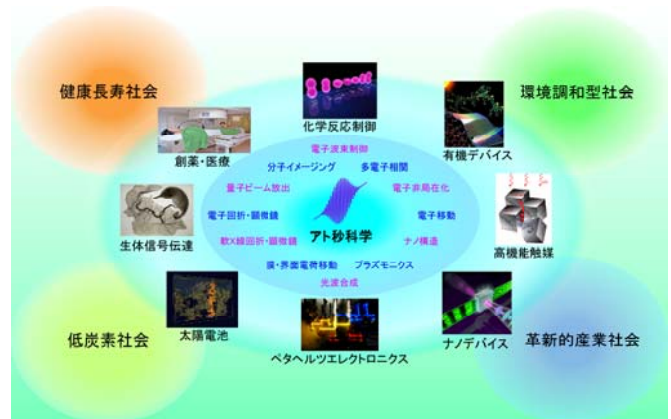 健康長寿社会
環境調和型社会
化学反応制御
創薬・医療
有機デバイス
電子波束制御
分子イメージング
多電子相関
量子ビーム放出
電子非局在化
電子回折・顕微鏡
電子移動
生体信号伝達
アト秒科学
高機能触媒
軟X線回折・顕微鏡
ナノ構造
膜・界面電荷移動
プラズモニクス
光波合成
太陽電池
ナノデバイス
低炭素社会
革新的産業社会
ペタヘルツエレクトロニクス